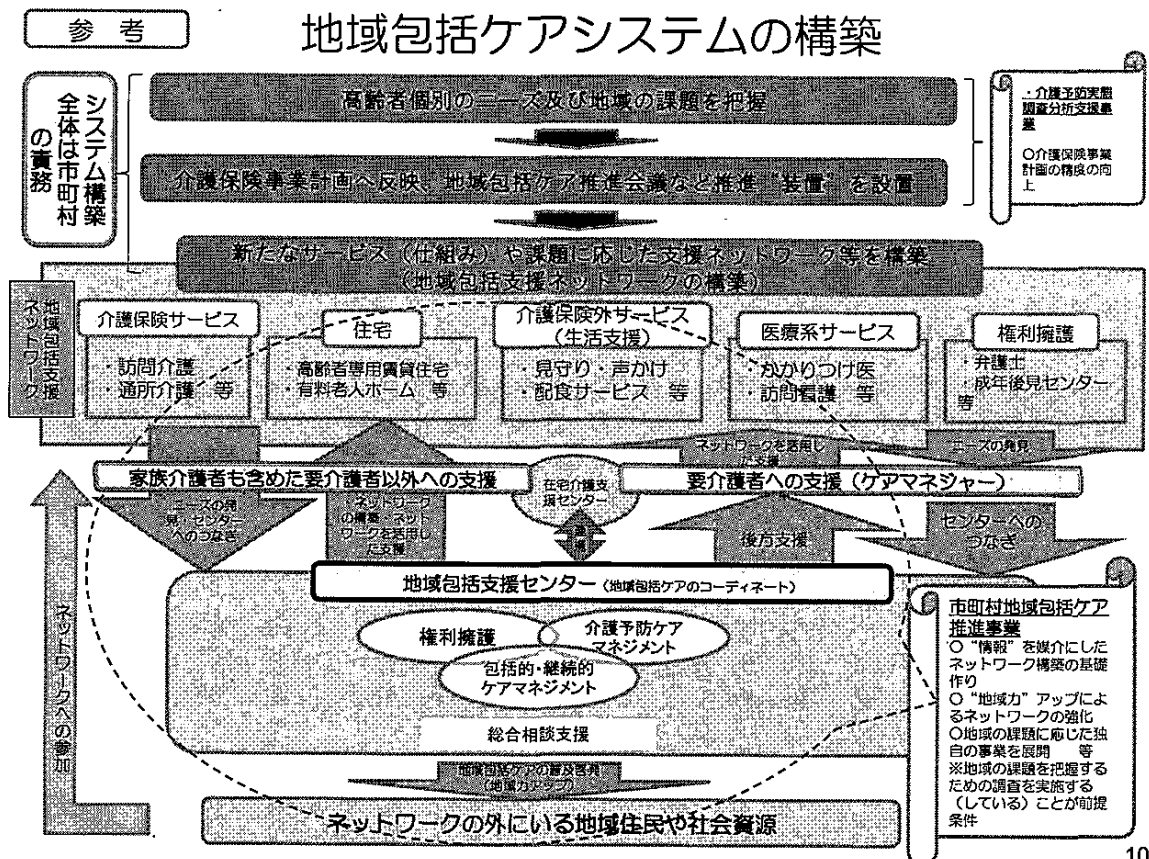 参 考
地域包括ケアシステムの構築
システム構築
全体は市町村
の責務
高齢者個別のニーズ及び地域の課題を把握
介護保険事業計画へ反映、地域包括ケア推進会議など推進“装置”を設置
新たなサービス（仕組み）や課題に応じた支援ネットワーク等を構築
（地域包括支援ネットワークの構築）
・介護予防実態
調査分析支援事
業
○介護保険事業
計画の精度の向
上
地域包括支援
ネットワーク
介護保険サービス
・訪問介護
・通所介護 等
住宅
・高齢者専用賃貸住宅
・有料老人ホーム 等
介護保険外サービス
（生活支援）
・見守り・声かけ
・配食サービス 等
医療系サービス
・かかりつけ医
・訪問看護 等
権利擁護
・弁護士
・成年後見センター
等
ネットワークを活用し
た支援
ニーズの発見
家族介護者も含めた要介護者以外への支援
在宅介護支
援センター
要介護者への支援（ケアマネジャー）
ニーズの発
見・センター
へのつなぎ
ネットワーク
の構築・ネット
ワークを活用し
た支援
連携
後方支援
センターへの
つなぎ
地域包括支援センター（地域包括ケアのコーディネート）
権利擁護
介護予防ケア
マネジメント
包括的・継続的
ケアマネジメント
総合相談支援
ネットワークへの参加
地域包括ケアの普及啓発
（地域力アップ）
ネットワークの外にいる地域住民や社会資源
市町村地域包括ケア
推進事業
○“情報”を媒介にした
ネットワーク構築の基礎
作り
○“地域力”アップによ
るネットワークの強化
○地域の課題に応じた独
自の事業を展開 等
※地域の課題を把握する
ための調査を実施する
（している）ことが前提
条件
10